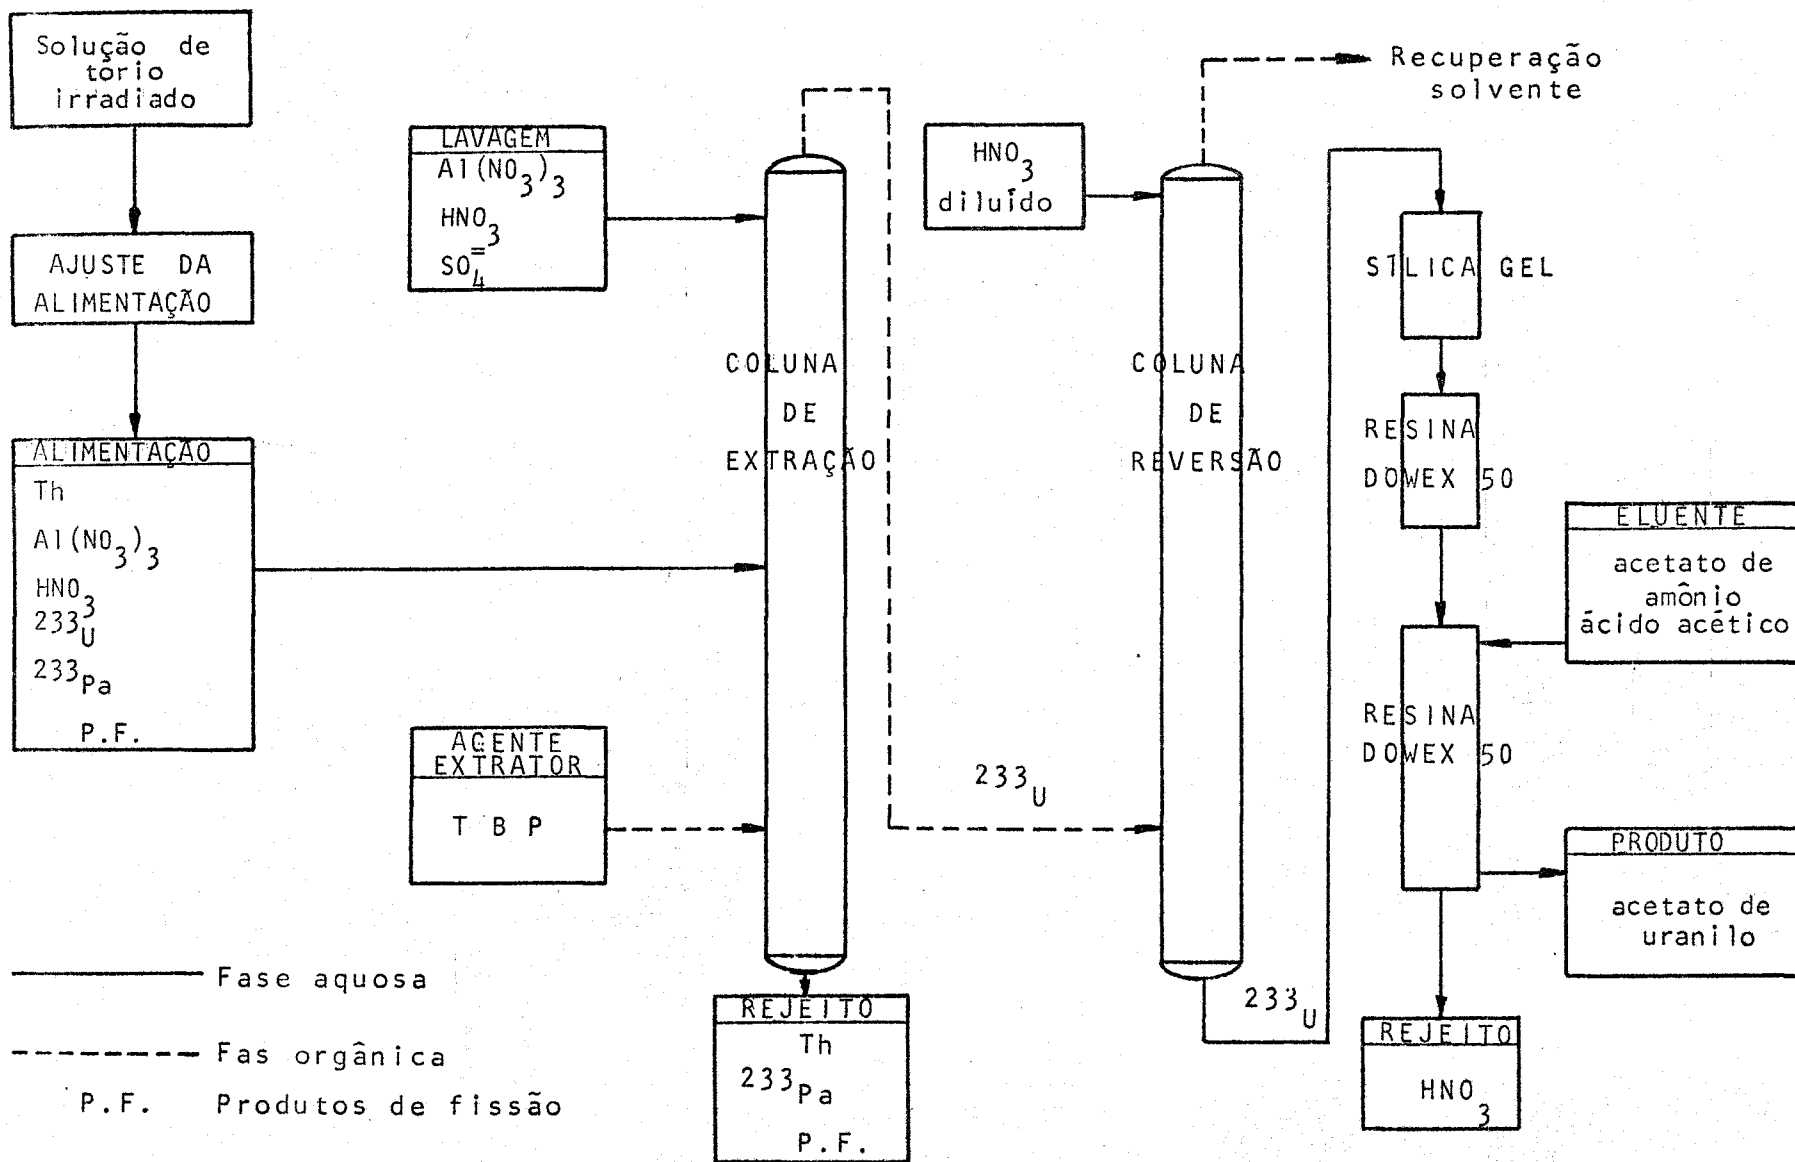 Solução de
tório
irradiado
AJUSTE DA
ALIMENTAÇÃO
ALIMENTAÇÃO
Th
Al(NO3)3
HNO3
233U
233Pa
P.F.
LAVAGEM
Al(NO3)3
HNO3
SO4=
AGENTE
EXTRATOR
T B P
COLUNA
DE
EXTRAÇÃO
REJEITO
Th
233Pa
P.F.
HNO3
diluído
233U
COLUNA
DE
REVERSÃO
Recuperação
solvente
233U
SÍLICA GEL
RESINA
DOWEX 50
ELUENTE
acetato de
amônio
ácido acético
RESINA
DOWEX 50
PRODUTO
acetato de
uranilo
REJEITO
HNO3
Fase aquosa
Fas orgânica
P.F. Produtos de fissão